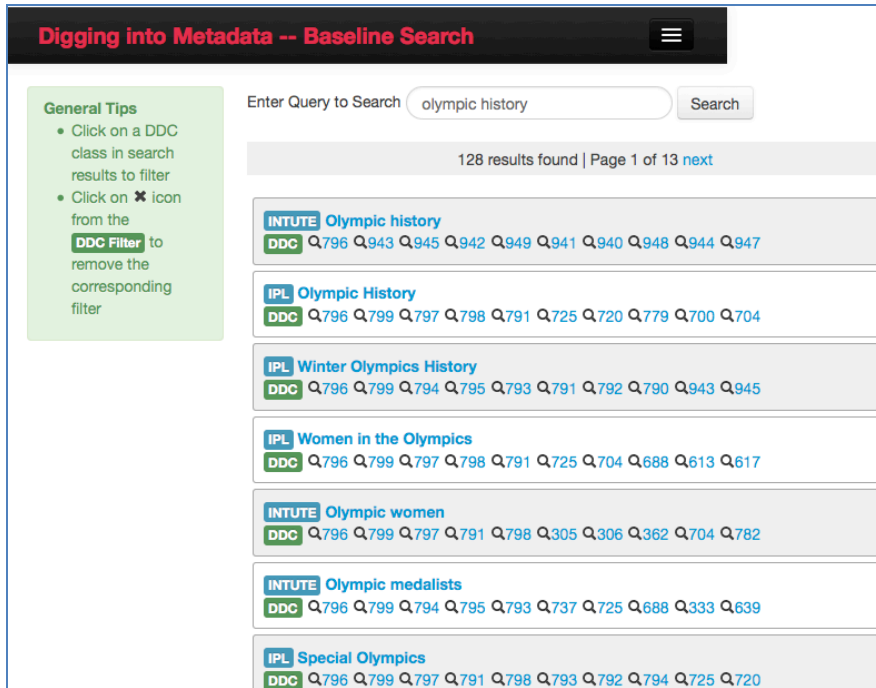 Digging into Metadata -- Baseline Search
General Tips
• Click on a DDC
class in search
results to filter
• Click on ✖ icon
from the
DDC Filter to
remove the
corresponding
filter
Enter Query to Search olympic history Search
128 results found | Page 1 of 13 next
INTUTE Olympic history
DDC 796 943 945 942 949 941 940 948 944 947
IPL Olympic History
DDC 796 799 797 798 791 725 720 779 700 704
IPL Winter Olympics History
DDC 796 799 794 795 793 791 792 790 943 945
IPL Women in the Olympics
DDC 796 799 797 798 791 725 704 688 613 617
INTUTE Olympic women
DDC 796 799 797 791 798 305 306 362 704 782
INTUTE Olympic medalists
DDC 796 799 794 795 793 737 725 688 333 639
IPL Special Olympics
DDC 796 799 797 791 798 793 792 794 725 720